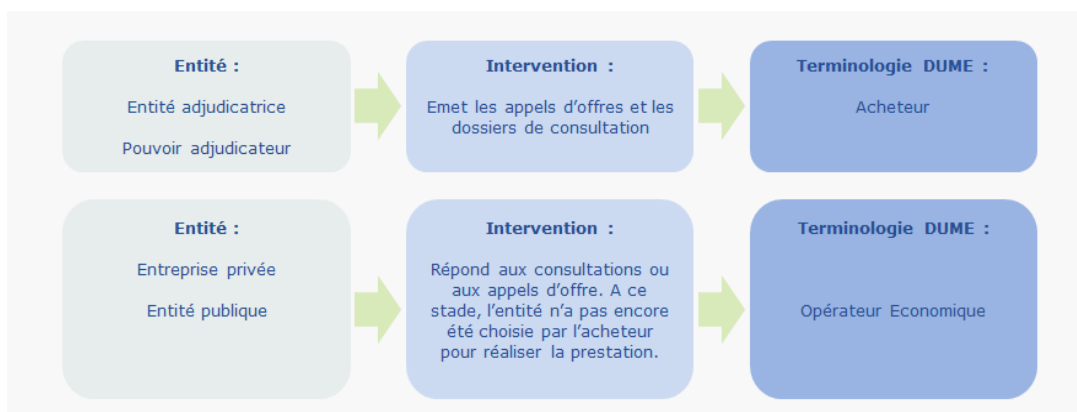 Entité :
Entité adjudicatrice
Pouvoir adjudicateur
Intervention :
Emet les appels d'offres et les
dossiers de consultation
Terminologie DUME :
Acheteur
Entité :
Entreprise privée
Entité publique
Intervention :
Répond aux consultations ou
aux appels d'offre. A ce
stade, l'entité n'a pas encore
été choisie par l'acheteur
pour réaliser la prestation.
Terminologie DUME :
Opérateur Economique